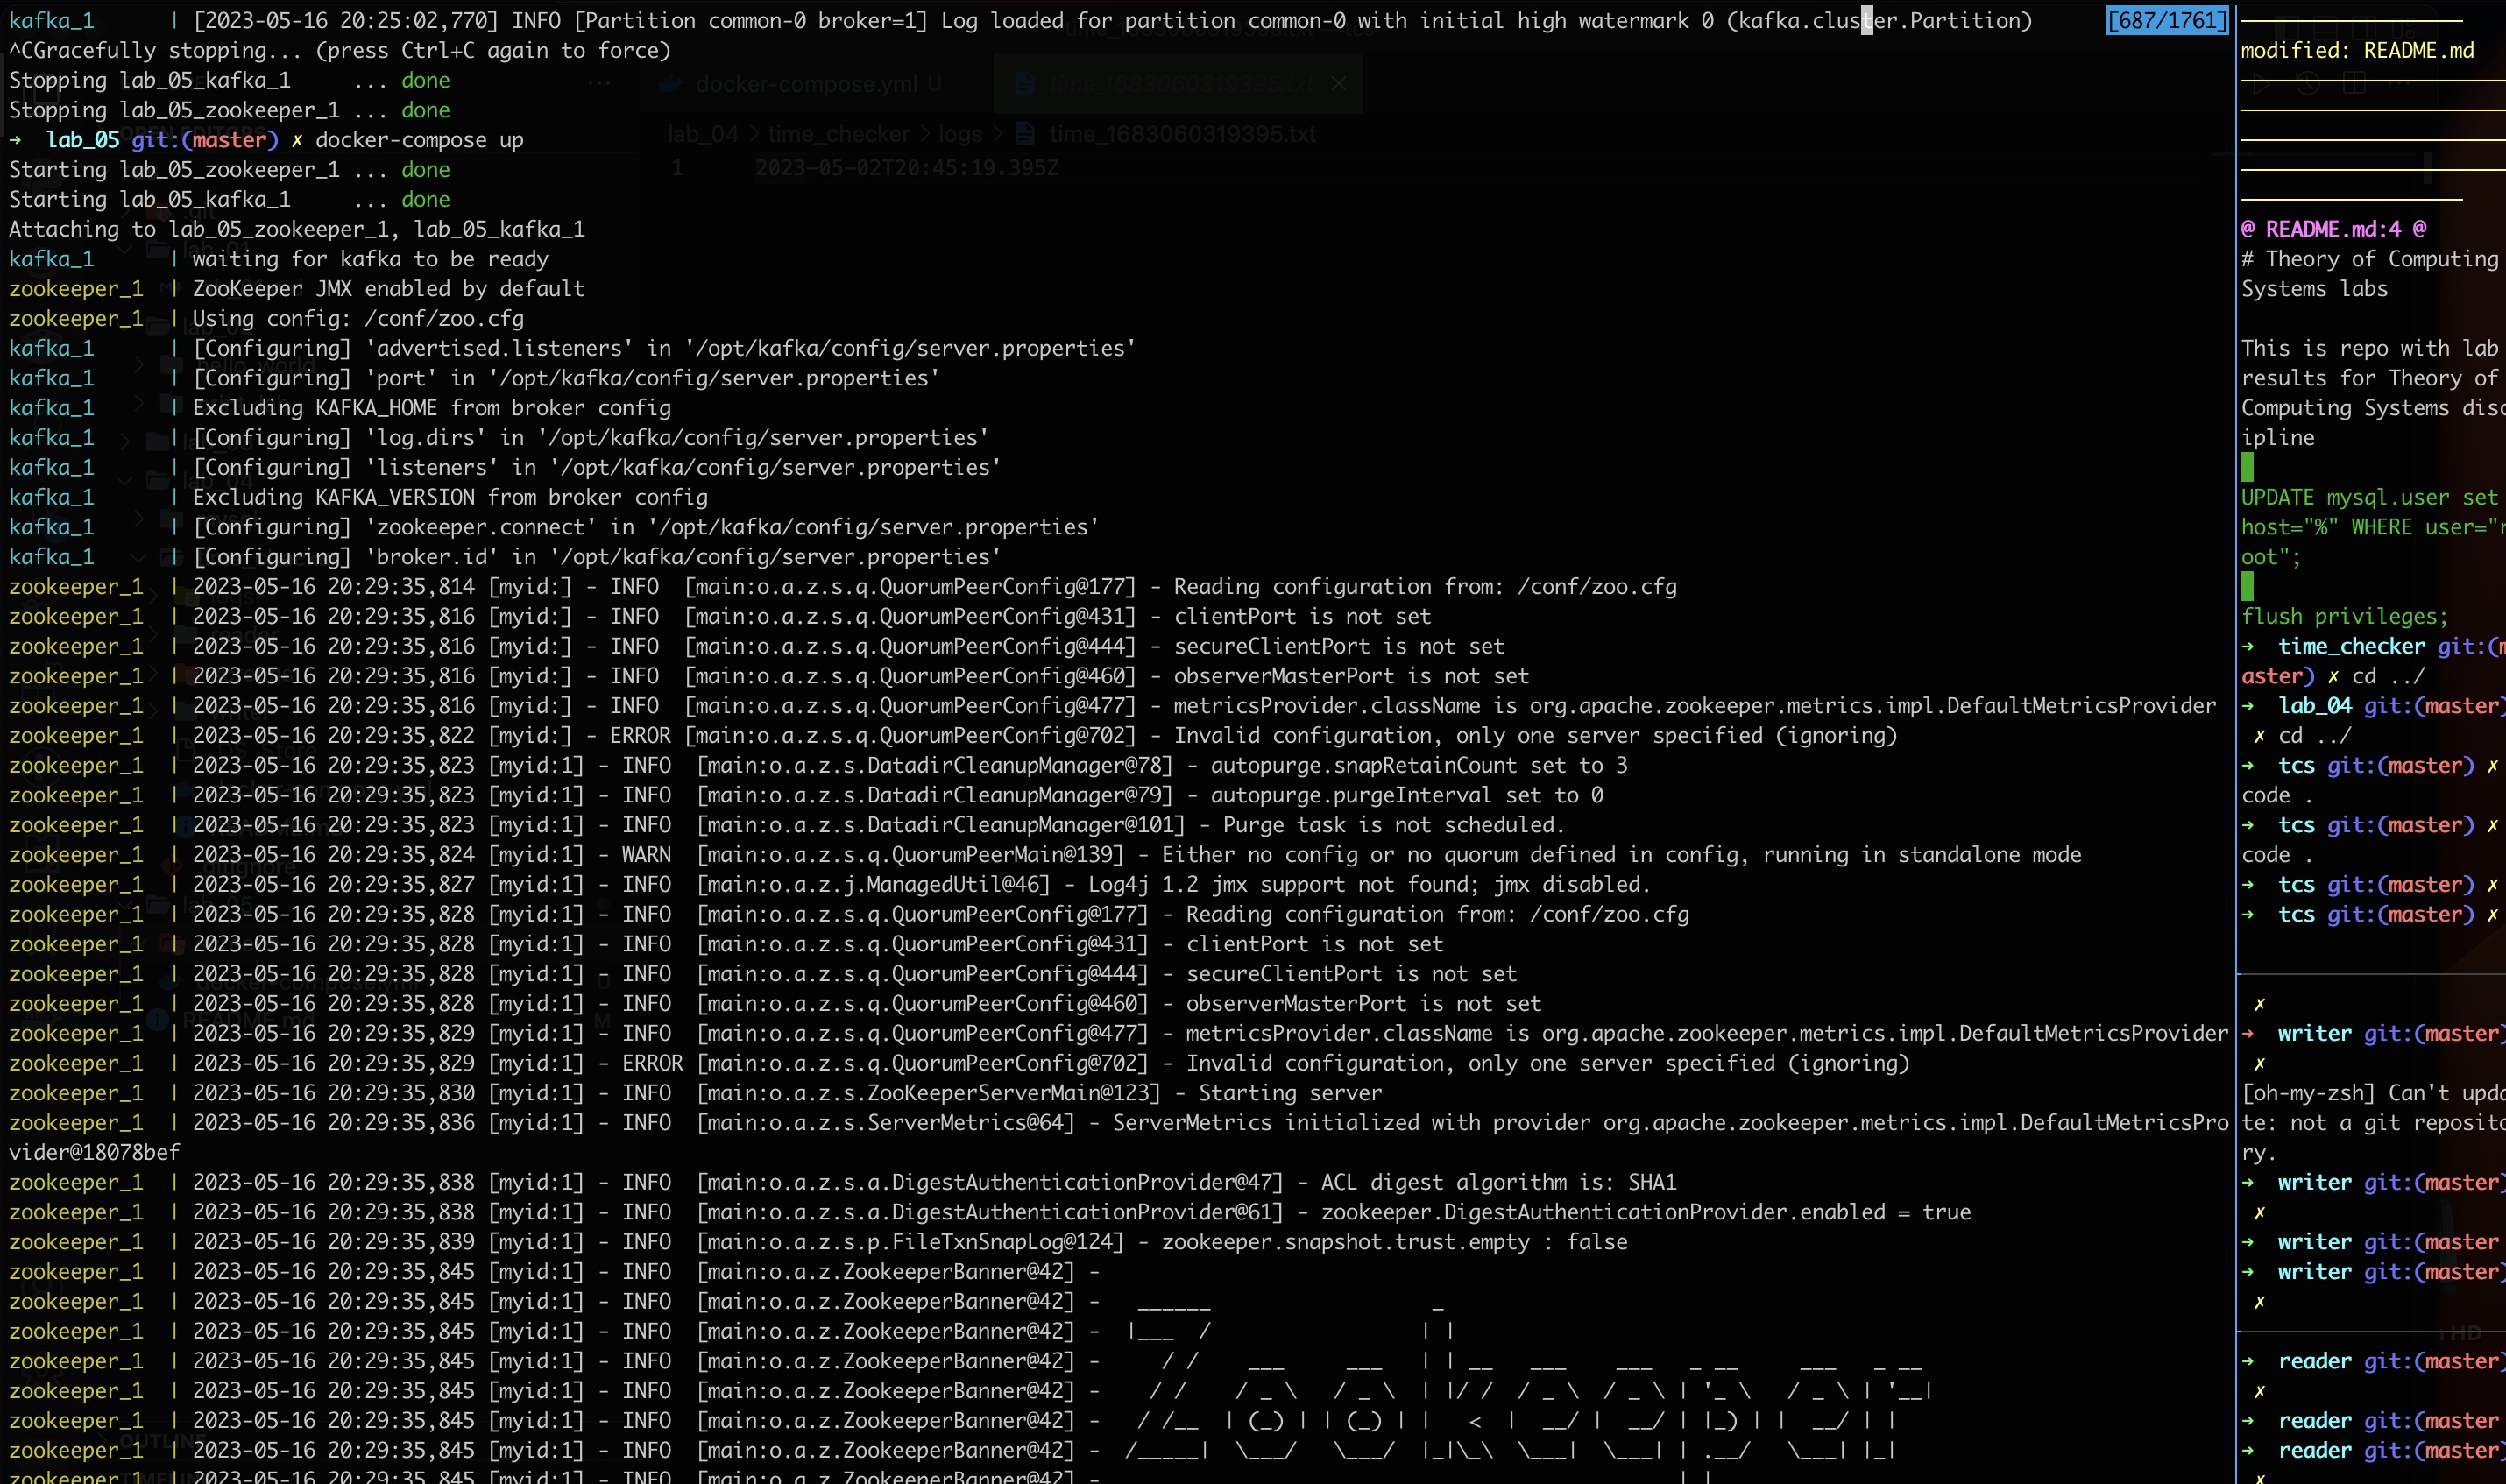 kafka_1      | [2023-05-16 20:25:02,770] INFO [Partition common-0 broker=1] Log loaded for partition common-0 with initial high watermark 0 (kafka.cluster.Partition)
[687/1761]
^CGracefully stopping... (press Ctrl+C again to force)
Stopping lab_05_kafka_1     ... done
Stopping lab_05_zookeeper_1 ... done
→  lab_05 git:(master) ✗ docker-compose up
Starting lab_05_zookeeper_1 ... done
Starting lab_05_kafka_1     ... done
Attaching to lab_05_zookeeper_1, lab_05_kafka_1
kafka_1      | waiting for kafka to be ready
zookeeper_1  | ZooKeeper JMX enabled by default
zookeeper_1  | Using config: /conf/zoo.cfg
kafka_1      | [Configuring] 'advertised.listeners' in '/opt/kafka/config/server.properties'
kafka_1      | [Configuring] 'port' in '/opt/kafka/config/server.properties'
kafka_1      | Excluding KAFKA_HOME from broker config
kafka_1      | [Configuring] 'log.dirs' in '/opt/kafka/config/server.properties'
kafka_1      | [Configuring] 'listeners' in '/opt/kafka/config/server.properties'
kafka_1      | Excluding KAFKA_VERSION from broker config
kafka_1      | [Configuring] 'zookeeper.connect' in '/opt/kafka/config/server.properties'
kafka_1      | [Configuring] 'broker.id' in '/opt/kafka/config/server.properties'
zookeeper_1  | 2023-05-16 20:29:35,814 [myid:] - INFO  [main:o.a.z.s.q.QuorumPeerConfig@177] - Reading configuration from: /conf/zoo.cfg
zookeeper_1  | 2023-05-16 20:29:35,816 [myid:] - INFO  [main:o.a.z.s.q.QuorumPeerConfig@431] - clientPort is not set
zookeeper_1  | 2023-05-16 20:29:35,816 [myid:] - INFO  [main:o.a.z.s.q.QuorumPeerConfig@444] - secureClientPort is not set
zookeeper_1  | 2023-05-16 20:29:35,816 [myid:] - INFO  [main:o.a.z.s.q.QuorumPeerConfig@460] - observerMasterPort is not set
zookeeper_1  | 2023-05-16 20:29:35,816 [myid:] - INFO  [main:o.a.z.s.q.QuorumPeerConfig@477] - metricsProvider.className is org.apache.zookeeper.metrics.impl.DefaultMetricsProvider
zookeeper_1  | 2023-05-16 20:29:35,822 [myid:] - ERROR [main:o.a.z.s.q.QuorumPeerConfig@702] - Invalid configuration, only one server specified (ignoring)
zookeeper_1  | 2023-05-16 20:29:35,823 [myid:1] - INFO  [main:o.a.z.s.DatadirCleanupManager@78] - autopurge.snapRetainCount set to 3
zookeeper_1  | 2023-05-16 20:29:35,823 [myid:1] - INFO  [main:o.a.z.s.DatadirCleanupManager@79] - autopurge.purgeInterval set to 0
zookeeper_1  | 2023-05-16 20:29:35,823 [myid:1] - INFO  [main:o.a.z.s.DatadirCleanupManager@101] - Purge task is not scheduled.
zookeeper_1  | 2023-05-16 20:29:35,824 [myid:1] - WARN  [main:o.a.z.s.q.QuorumPeerMain@139] - Either no config or no quorum defined in config, running in standalone mode
zookeeper_1  | 2023-05-16 20:29:35,827 [myid:1] - INFO  [main:o.a.z.j.ManagedUtil@46] - Log4j 1.2 jmx support not found; jmx disabled.
zookeeper_1  | 2023-05-16 20:29:35,828 [myid:1] - INFO  [main:o.a.z.s.q.QuorumPeerConfig@177] - Reading configuration from: /conf/zoo.cfg
zookeeper_1  | 2023-05-16 20:29:35,828 [myid:1] - INFO  [main:o.a.z.s.q.QuorumPeerConfig@431] - clientPort is not set
zookeeper_1  | 2023-05-16 20:29:35,828 [myid:1] - INFO  [main:o.a.z.s.q.QuorumPeerConfig@444] - secureClientPort is not set
zookeeper_1  | 2023-05-16 20:29:35,828 [myid:1] - INFO  [main:o.a.z.s.q.QuorumPeerConfig@460] - observerMasterPort is not set
zookeeper_1  | 2023-05-16 20:29:35,829 [myid:1] - INFO  [main:o.a.z.s.q.QuorumPeerConfig@477] - metricsProvider.className is org.apache.zookeeper.metrics.impl.DefaultMetricsProvider
zookeeper_1  | 2023-05-16 20:29:35,829 [myid:1] - ERROR [main:o.a.z.s.q.QuorumPeerConfig@702] - Invalid configuration, only one server specified (ignoring)
zookeeper_1  | 2023-05-16 20:29:35,830 [myid:1] - INFO  [main:o.a.z.s.ZooKeeperServerMain@123] - Starting server
zookeeper_1  | 2023-05-16 20:29:35,836 [myid:1] - INFO  [main:o.a.z.s.ServerMetrics@64] - ServerMetrics initialized with provider org.apache.zookeeper.metrics.impl.DefaultMetricsPro
vider@18078bef
zookeeper_1  | 2023-05-16 20:29:35,838 [myid:1] - INFO  [main:o.a.z.s.a.DigestAuthenticationProvider@47] - ACL digest algorithm is: SHA1
zookeeper_1  | 2023-05-16 20:29:35,838 [myid:1] - INFO  [main:o.a.z.s.a.DigestAuthenticationProvider@61] - zookeeper.DigestAuthenticationProvider.enabled = true
zookeeper_1  | 2023-05-16 20:29:35,839 [myid:1] - INFO  [main:o.a.z.s.p.FileTxnSnapLog@124] - zookeeper.snapshot.trust.empty : false
zookeeper_1  | 2023-05-16 20:29:35,845 [myid:1] - INFO  [main:o.a.z.ZookeeperBanner@42] -
zookeeper_1  | 2023-05-16 20:29:35,845 [myid:1] - INFO  [main:o.a.z.ZookeeperBanner@42] -   ______                  _
zookeeper_1  | 2023-05-16 20:29:35,845 [myid:1] - INFO  [main:o.a.z.ZookeeperBanner@42] -  |___  /                 | |
zookeeper_1  | 2023-05-16 20:29:35,845 [myid:1] - INFO  [main:o.a.z.ZookeeperBanner@42] -     / /    ___     ___   | | __   ___    ___   _ __     ___   _ __
zookeeper_1  | 2023-05-16 20:29:35,845 [myid:1] - INFO  [main:o.a.z.ZookeeperBanner@42] -    / /    / _ \   / _ \  | |/ /  / _ \  / _ \ | '_ \   / _ \ | '__|
zookeeper_1  | 2023-05-16 20:29:35,845 [myid:1] - INFO  [main:o.a.z.ZookeeperBanner@42] -   / /__  | (_) | | (_) | |   <  |  __/ |  __/ | |_) | |  __/ | |
zookeeper_1  | 2023-05-16 20:29:35,845 [myid:1] - INFO  [main:o.a.z.ZookeeperBanner@42] -  /_____|  \___/   \___/  |_|\_\  \___|  \___| | .__/   \___| |_|
zookeeper_1  | 2023-05-16 20:29:35,845 [myid:1] - INFO  [main:o.a.z.ZookeeperBanner@42] -                                               | |
modified: README.md
@ README.md:4 @
# Theory of Computing
Systems labs
This is repo with lab
results for Theory of
Computing Systems disc
ipline
UPDATE mysql.user set
host="%" WHERE user="r
oot";
flush privileges;
→  time_checker git:(m
aster) ✗ cd ../
→  lab_04 git:(master)
✗ cd ../
→  tcs git:(master) ✗
code .
→  tcs git:(master) ✗
code .
→  tcs git:(master) ✗
→  tcs git:(master) ✗
✗
→  writer git:(master)
✗
[oh-my-zsh] Can't upda
te: not a git reposito
ry.
→  writer git:(master)
✗
→  writer git:(master
→  writer git:(master)
✗
→  reader git:(master)
✗
→  reader git:(master
→  reader git:(master)
✗
docker-compose.yml U
time_1683060319395.txt
lab_04 > time_checker > logs > time_1683060319395.txt
1 2023-05-02T20:45:19.395Z